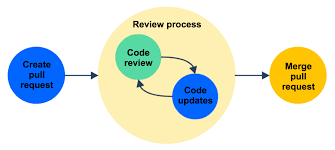 Review process
Create
pull
request
Code
review
Code
updates
Merge
pull
request